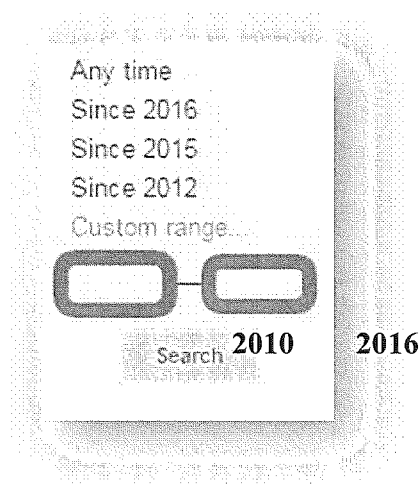 Any time
Since 2016
Since 2015
Since 2012
Custom range...
Search 2010 2016